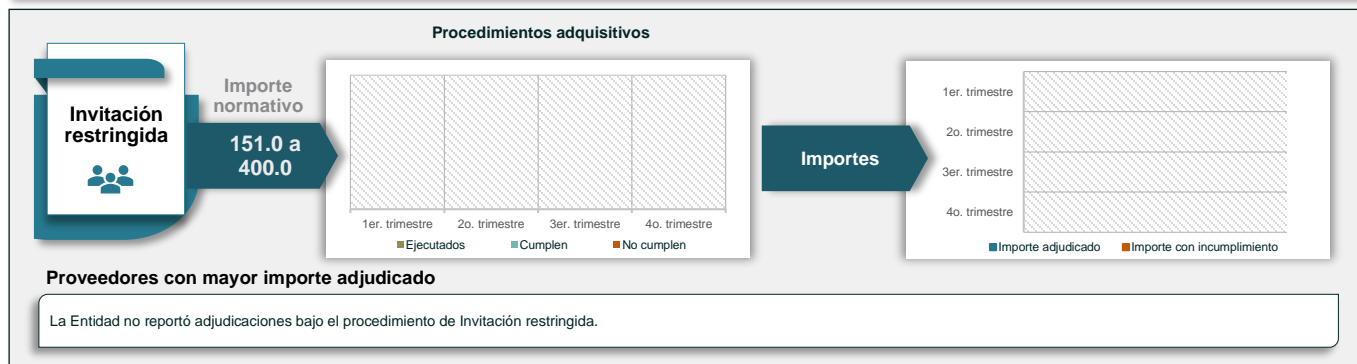 Procedimientos adquisitivos
Invitación
restringida
Importe
normativo
151.0 a
400.0
1er. trimestre
2o. trimestre
3er. trimestre
4o. trimestre
Ejecutados
Cumplen
No cumplen
Importes
1er. trimestre
2o. trimestre
3er. trimestre
4o. trimestre
Importe adjudicado
Importe con incumplimiento
Proveedores con mayor importe adjudicado
La Entidad no reportó adjudicaciones bajo el procedimiento de Invitación restringida.